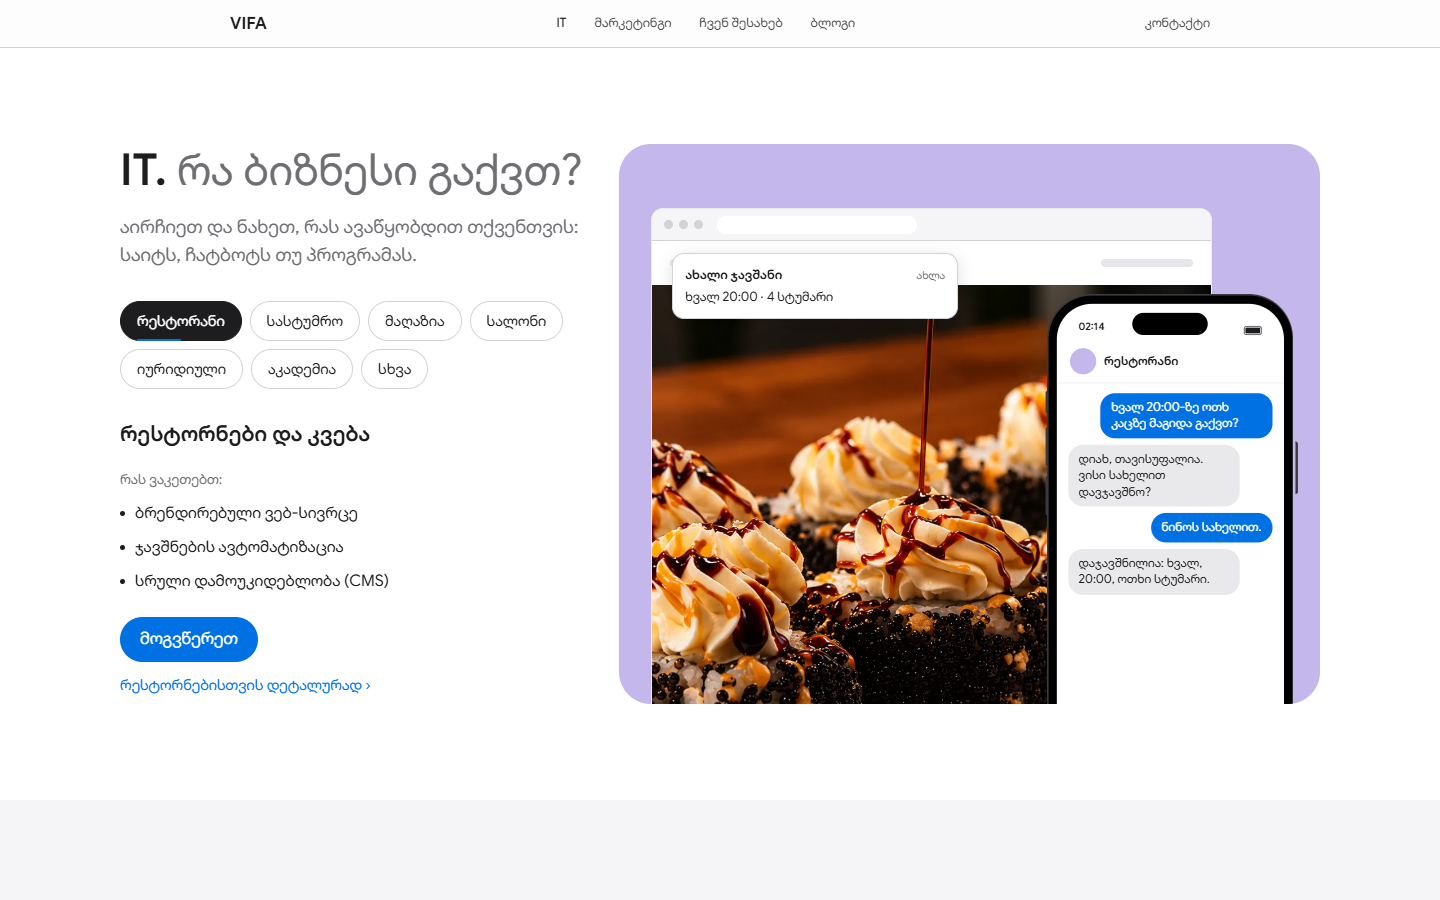 VIFA
IT
მარკეტინგი
ჩვენ შესახებ
ბლოგი
კონტაქტი
IT. რა ბიზნესი გაქვთ?
აირჩიეთ და ნახეთ, რას ავაწყობდით თქვენთვის:
საიტს, ჩატბოტს თუ პროგრამას.
რესტორანი
სასტუმრო
მაღაზია
სალონი
იურიდიული
აკადემია
სხვა
რესტორნები და კვება
რას ვაკეთებთ:
• ბრენდირებული ვებ-სივრცე
• ჯავშნების ავტომატიზაცია
• სრული დამოუკიდებლობა (CMS)
მოგვწერეთ
რესტორნებისთვის დეტალურად ›
ახალი ჯავშანი
ახლა
ხვალ 20:00 · 4 სტუმარი
02:14
რესტორანი
ხვალ 20:00-ზე ოთხ
კაცზე მაგიდა გაქვთ?
დიახ, თავისუფალია.
ვისი სახელით
დავჯავშნო?
ნინოს სახელით.
დაჯავშნილია: ხვალ,
20:00, ოთხი სტუმარი.